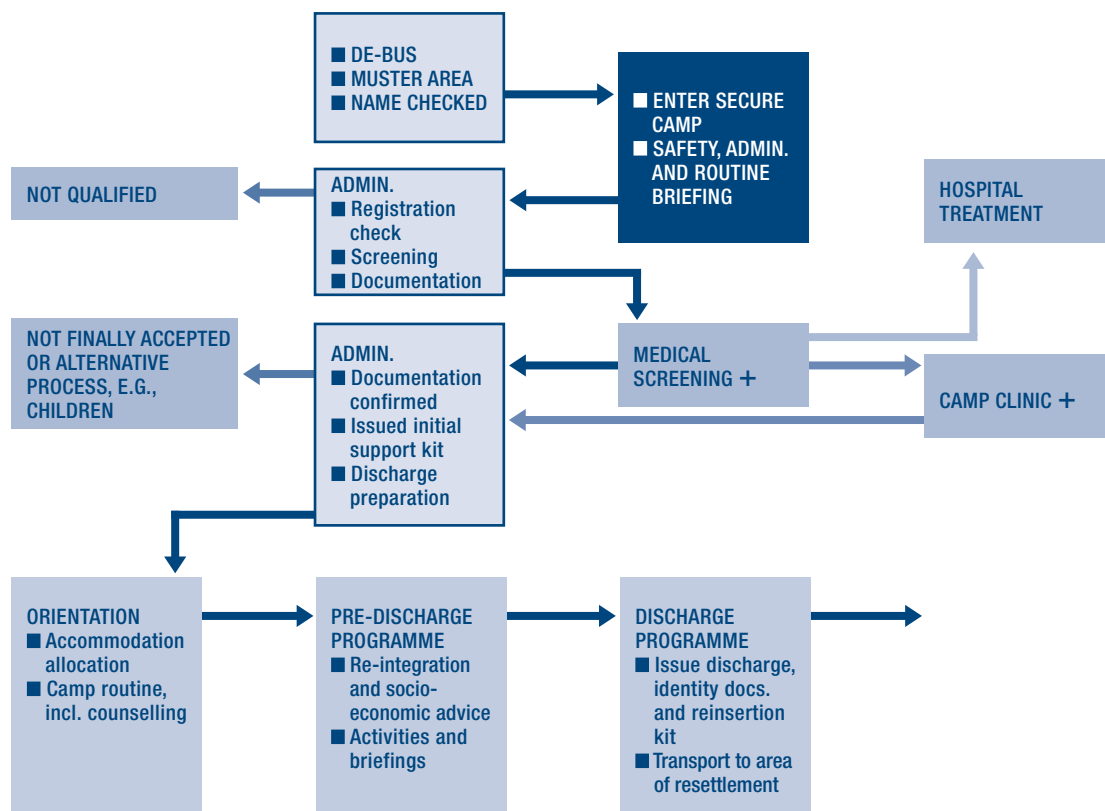 ■ DE-BUS
■ MUSTER AREA
■ NAME CHECKED
■ ENTER SECURE
CAMP
■ SAFETY, ADMIN.
AND ROUTINE
BRIEFING
NOT QUALIFIED
ADMIN.
■ Registration
check
■ Screening
■ Documentation
HOSPITAL
TREATMENT
NOT FINALLY ACCEPTED
OR ALTERNATIVE
PROCESS, E.G.,
CHILDREN
ADMIN.
■ Documentation
confirmed
■ Issued initial
support kit
■ Discharge
preparation
MEDICAL
SCREENING +
CAMP CLINIC +
ORIENTATION
■ Accommodation
allocation
■ Camp routine,
incl. counselling
PRE-DISCHARGE
PROGRAMME
■ Re-integration
and socio-
economic advice
■ Activities and
briefings
DISCHARGE
PROGRAMME
■ Issue discharge,
identity docs.
and reinsertion
kit
■ Transport to area
of resettlement